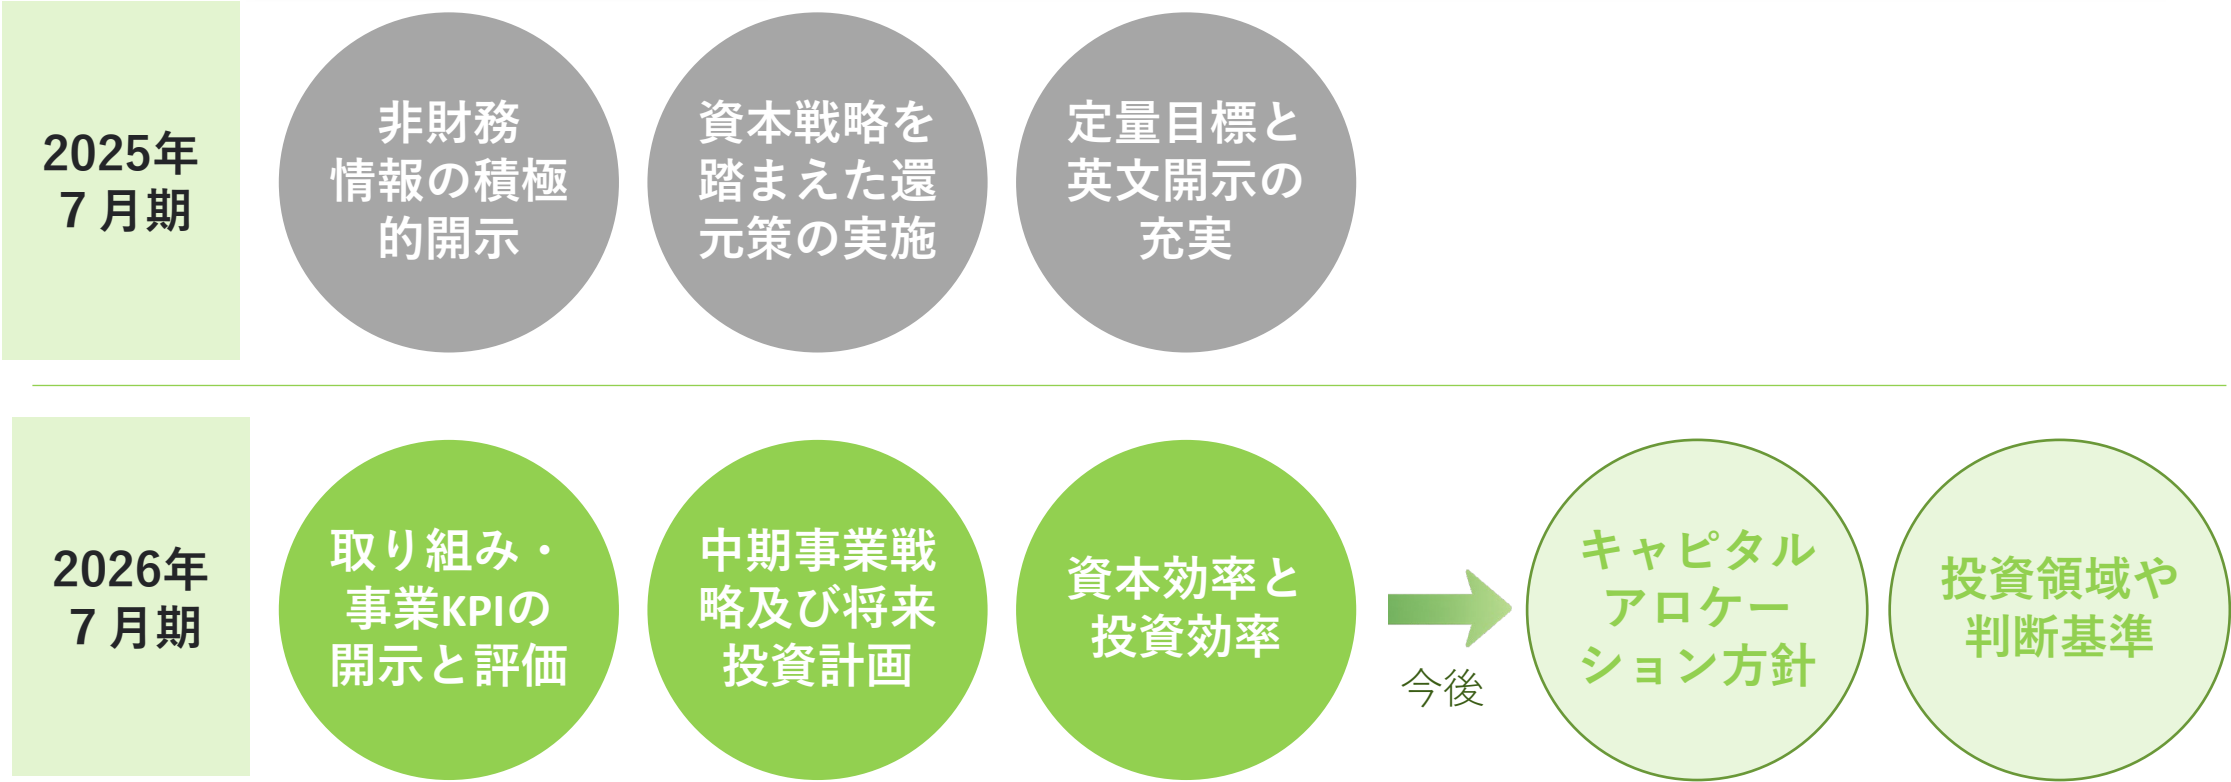 2025年
７月期
非財務
情報の積極
的開示
資本戦略を
踏まえた還
元策の実施
定量目標と
英文開示の
充実
2026年
７月期
取り組み・
事業KPIの
開示と評価
中期事業戦
略及び将来
投資計画
資本効率と
投資効率
今後
キャピタル
アロケー
ション方針
投資領域や
判断基準